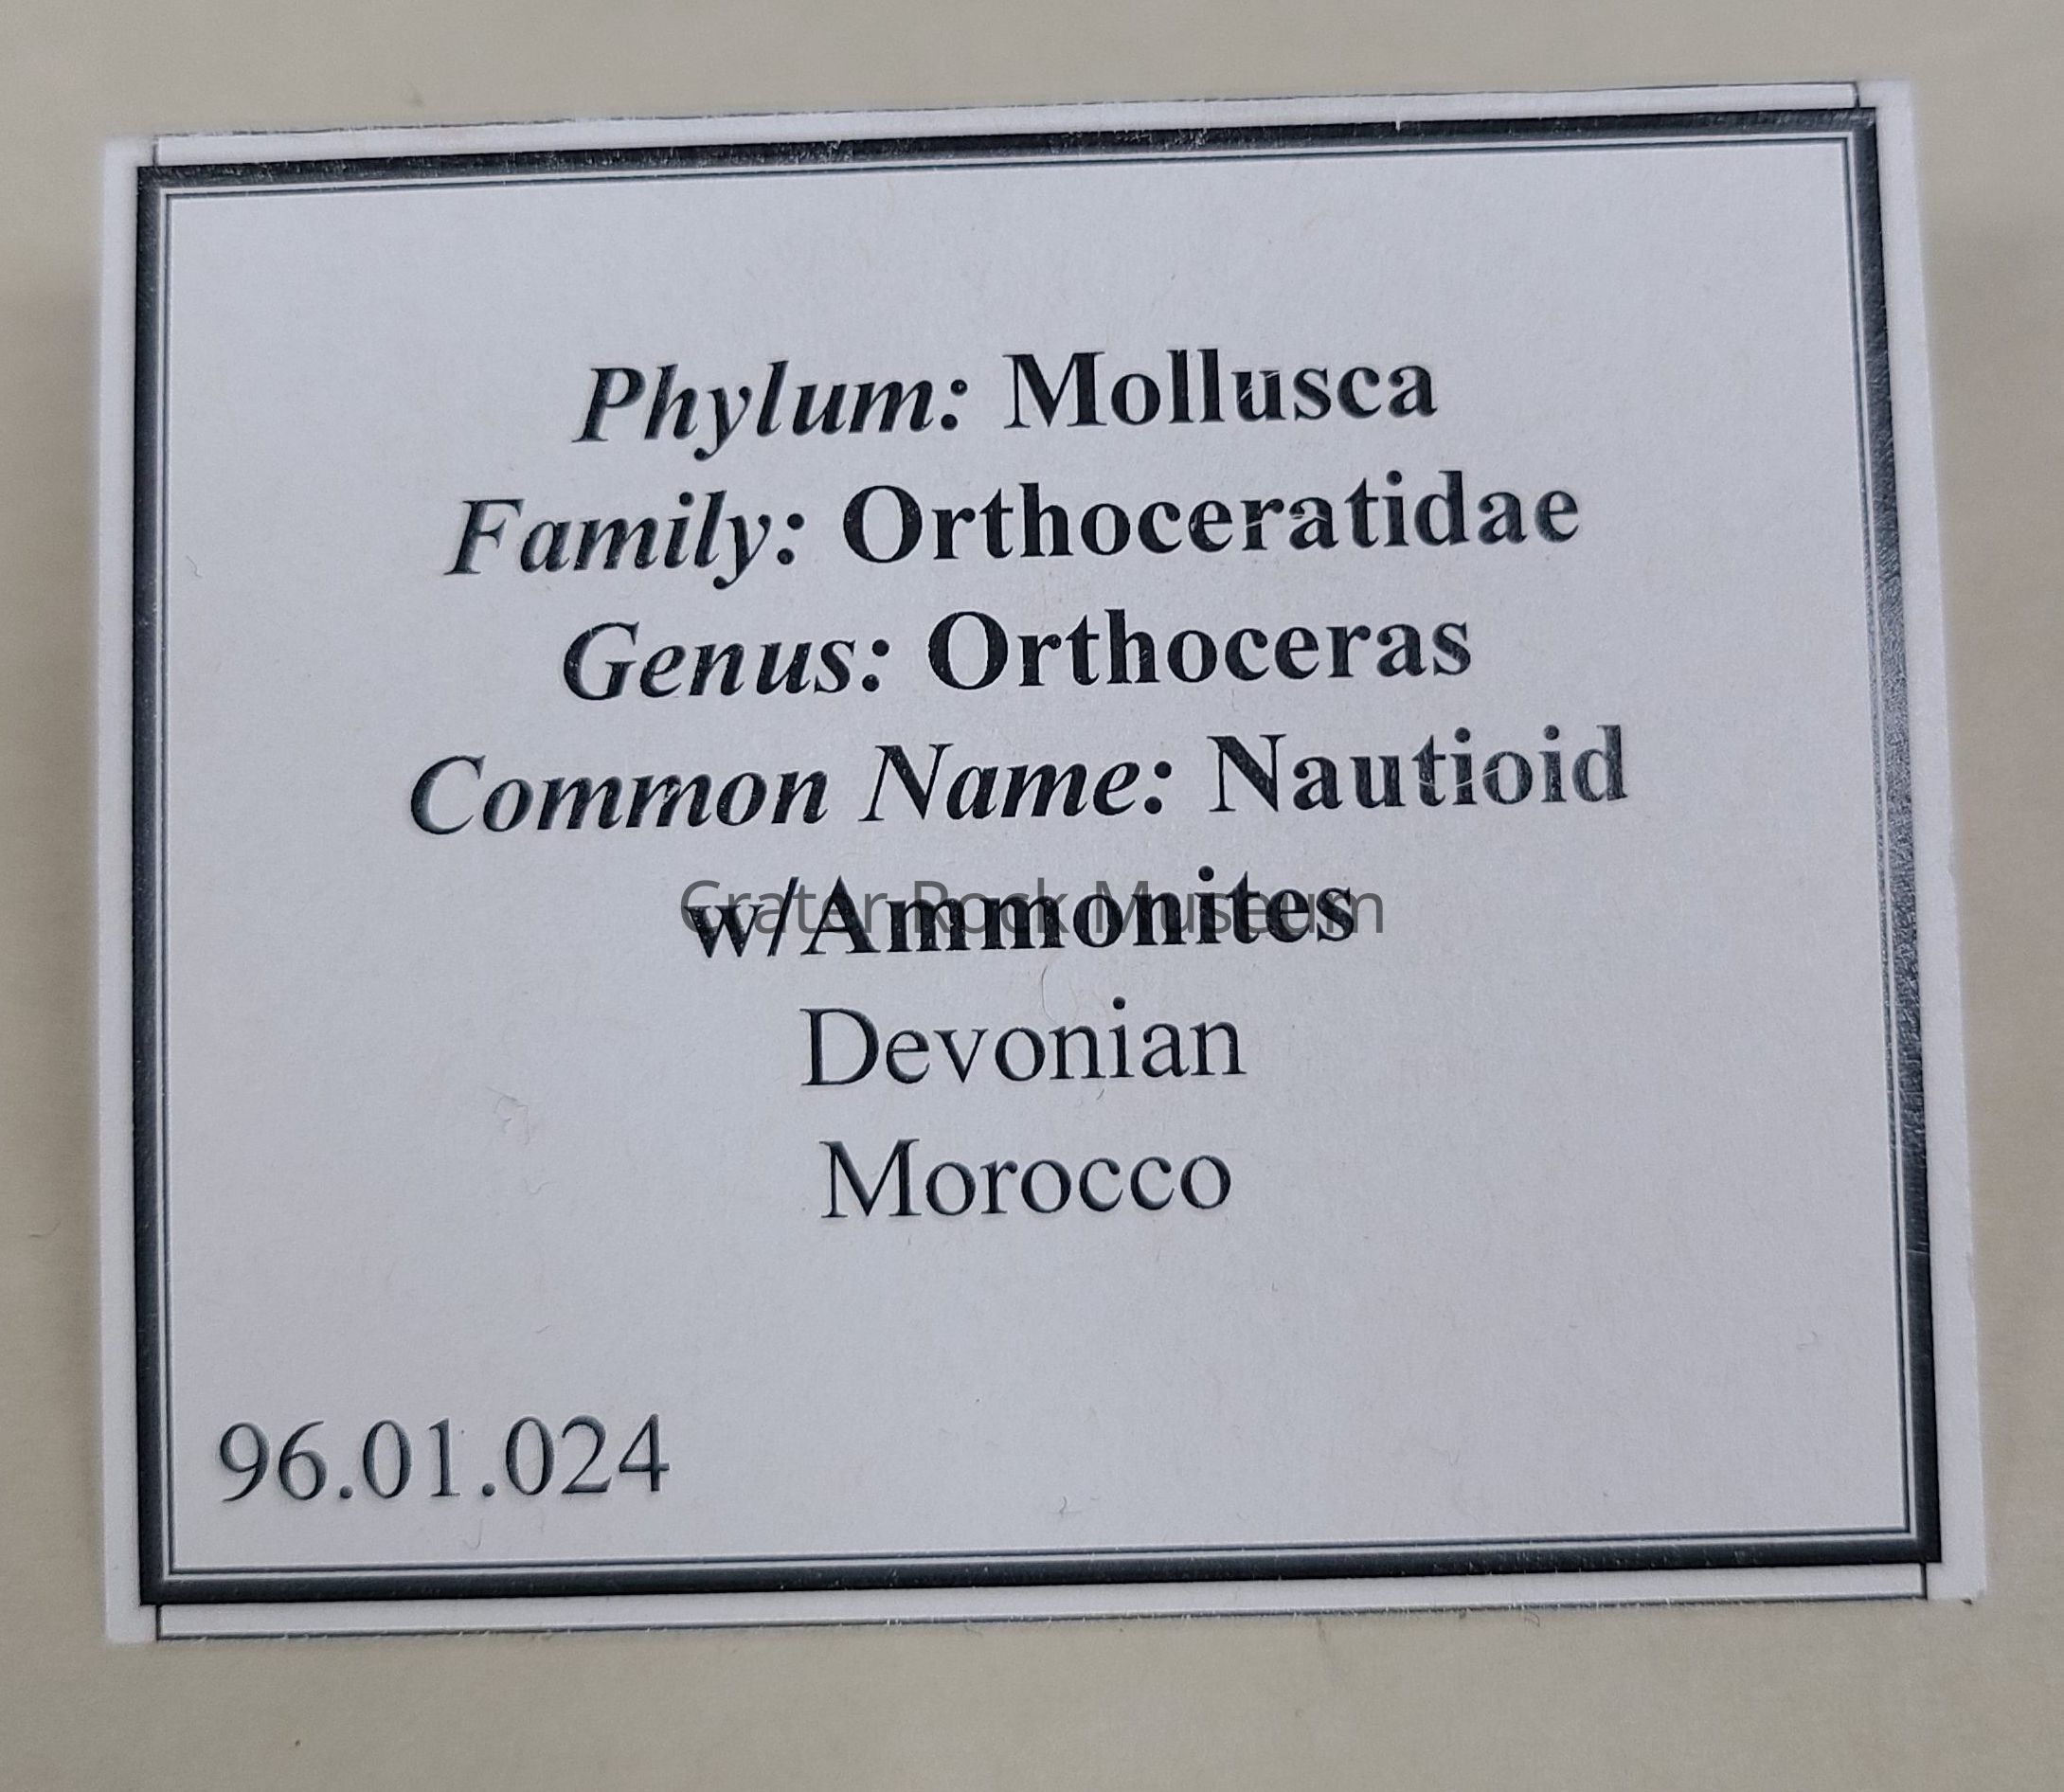 Phylum: Mollusca
Family: Orthoceratidae
Genus: Orthoceras
Common Name: Nautioid
w/Ammonites
Crater Rock Museum
Devonian
Morocco
96.01.024